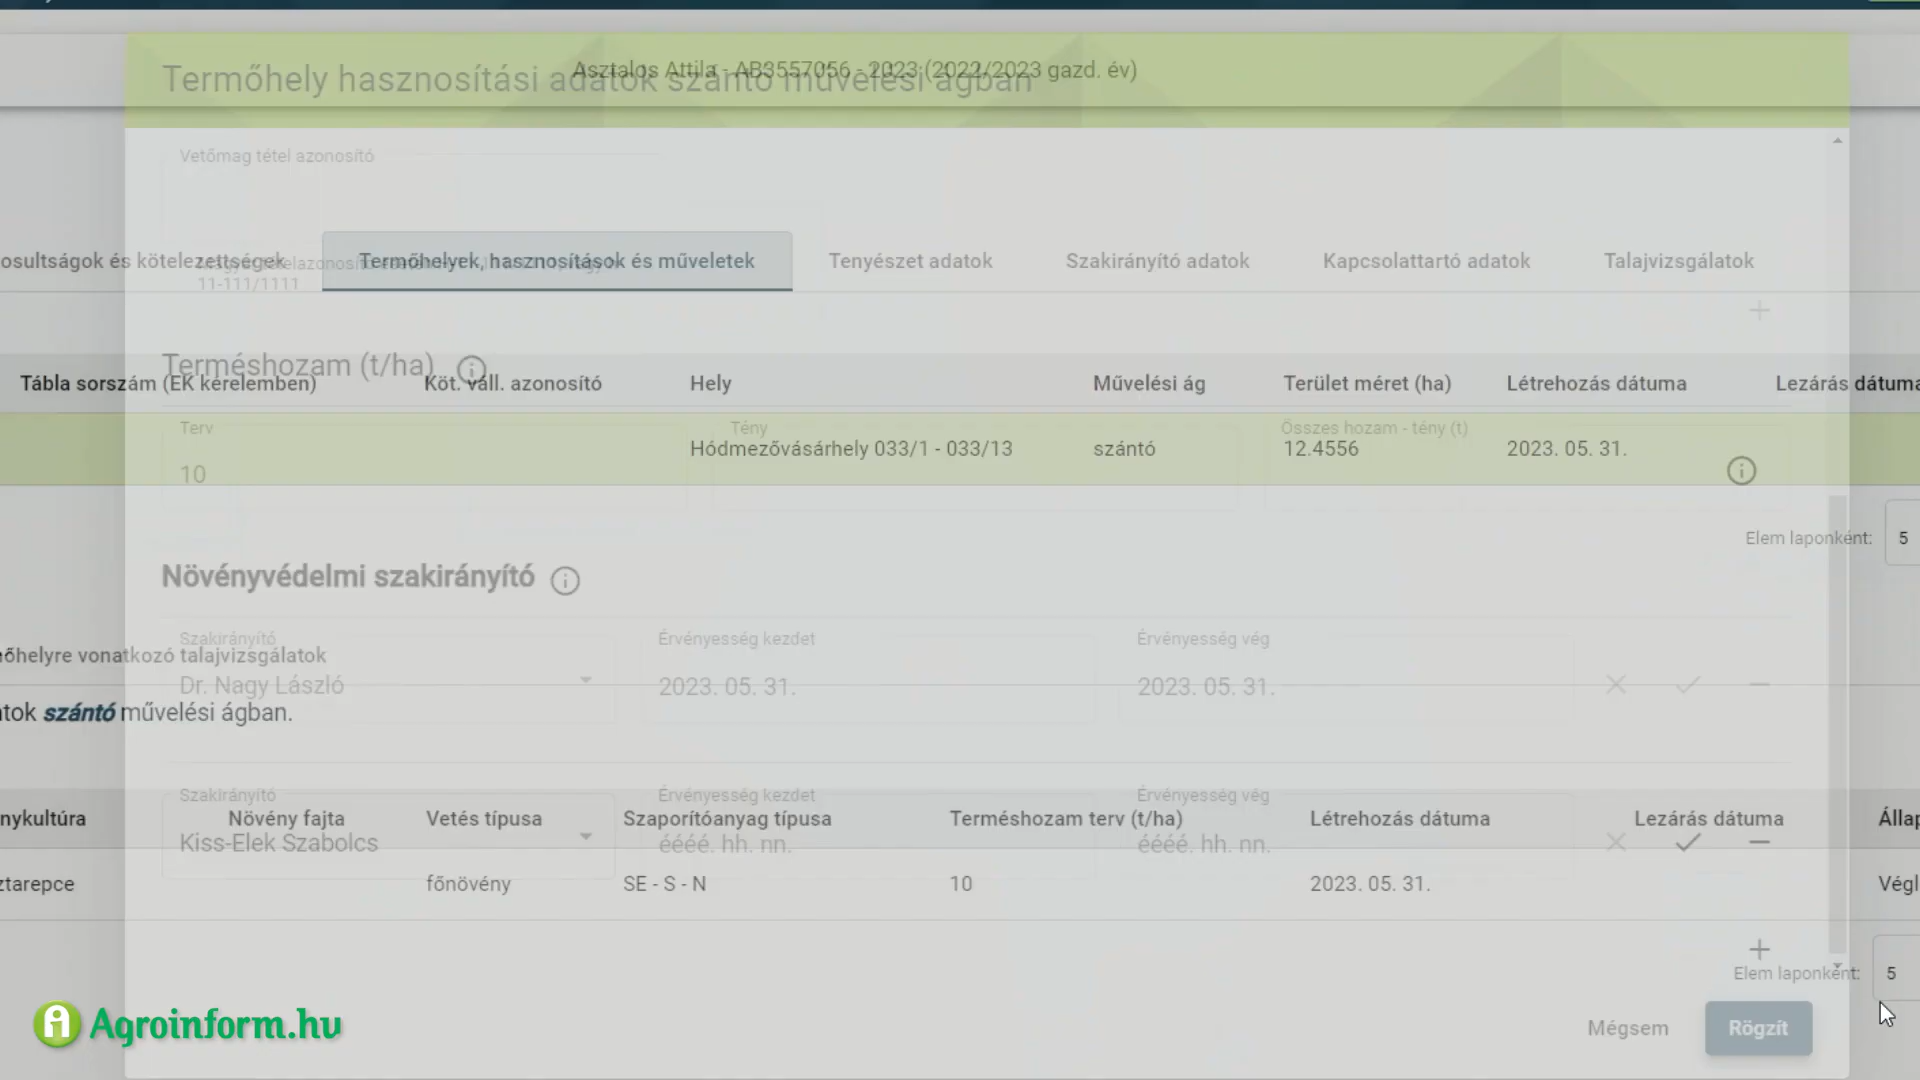 Termőhely hasznosítási adatok szántó művelési ágban
Asztalos Attila - AB3557056 - 2023 (2022/2023 gazd. év)
Vetőmag tétel azonosító
osultságok és kötelezettségek
Termőhelyek, hasznosítások és műveletek
Tenyészet adatok
Szakirányító adatok
Kapcsolattartó adatok
Talajvizsgálatok
11-111/1111
Terméshozam (t/ha)
Tábla sorszám (EK kérelemben)
Köt. váll. azonosító
Hely
Művelési ág
Terület méret (ha)
Létrehozás dátuma
Lezárás dátuma
Terv
Tény
Összes hozam - tény (t)
10
Hódmezővásárhely 033/1 - 033/13
szántó
12.4556
2023. 05. 31.
Elem laponként:
5
Növényvédelmi szakirányító
Szakirányító
Érvényesség kezdet
Érvényesség vég
őhelyre vonatkozó talajvizsgálatok
Dr. Nagy László
2023. 05. 31.
2023. 05. 31.
atok szántó művelési ágban.
Szakirányító
Érvényesség kezdet
Érvényesség vég
nykultúra
Növény fajta
Vetés típusa
Szaporítóanyag típusa
Terméshozam terv (t/ha)
Létrehozás dátuma
Lezárás dátuma
Állap
Kiss-Elek Szabolcs
éééé. hh. nn.
éééé. hh. nn.
ztarepce
főnövény
SE - S - N
10
2023. 05. 31.
Végl
Elem laponként:
5
Agroinform.hu
Mégsem
Rögzít